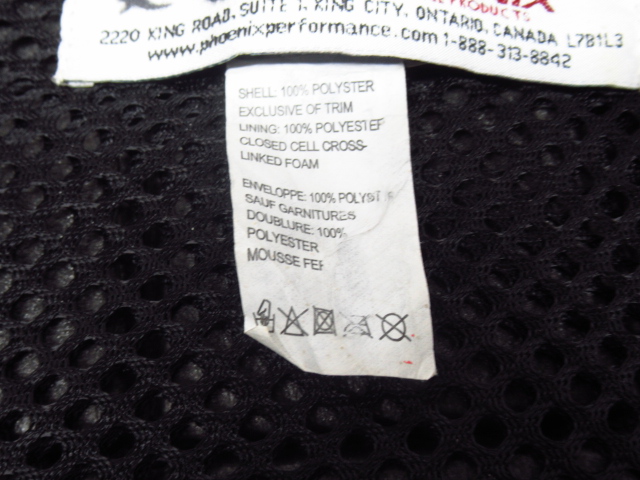 PRODUCTS
2220 KING ROAD, SUITE 1, KING CITY, ONTARIO, CANADA L7B1L3
www.phoenixperformance.com 1-888-313-8842
SHELL: 100% POLYSTER
EXCLUSIVE OF TRIM
LINING: 100% POLYESTER
CLOSED CELL CROSS-
LINKED FOAM
ENVELOPPE: 100% POLYST
SAUF GARNITURES
DOUBLURE: 100%
POLYESTER
MOUSSE FER